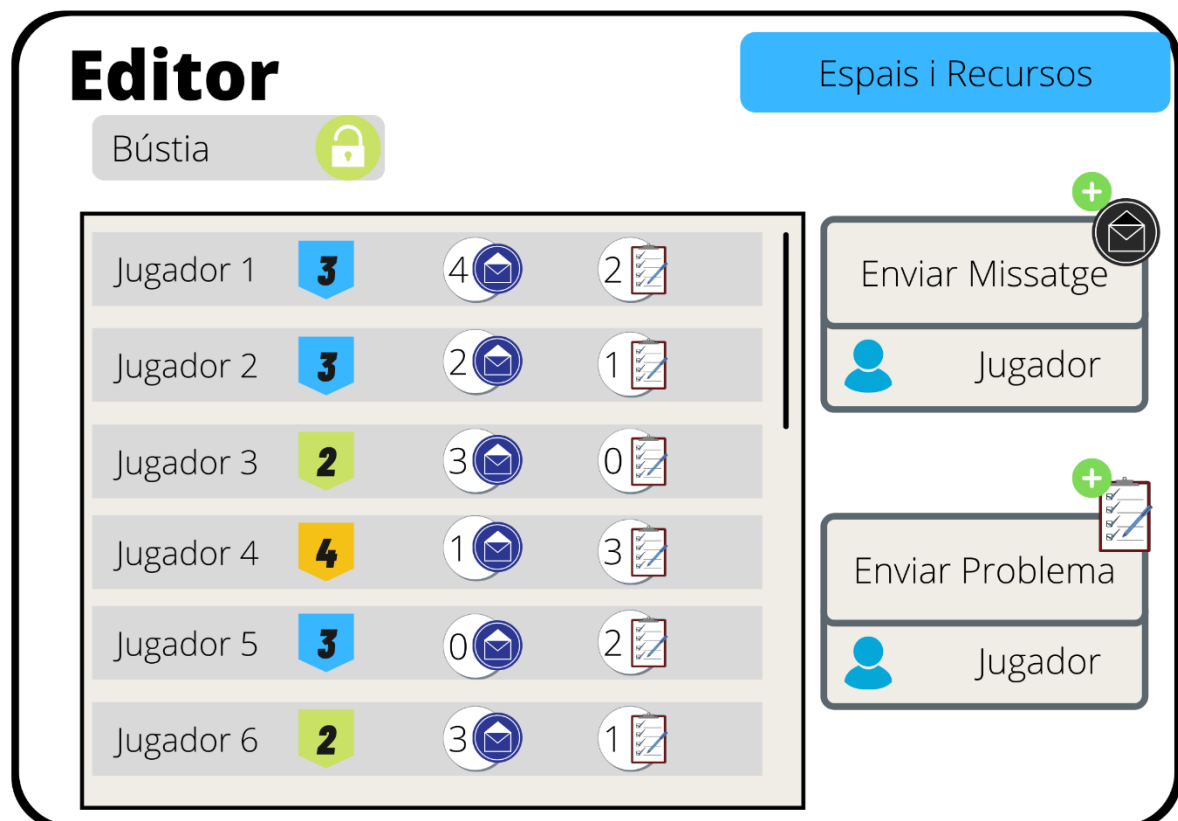 Editor
Espais i Recursos
Bústia
Jugador 1 3 4 2
Jugador 2 3 2 1
Jugador 3 2 3 0
Jugador 4 4 1 3
Jugador 5 3 0 2
Jugador 6 2 3 1
Enviar Missatge
Jugador
Enviar Problema
Jugador